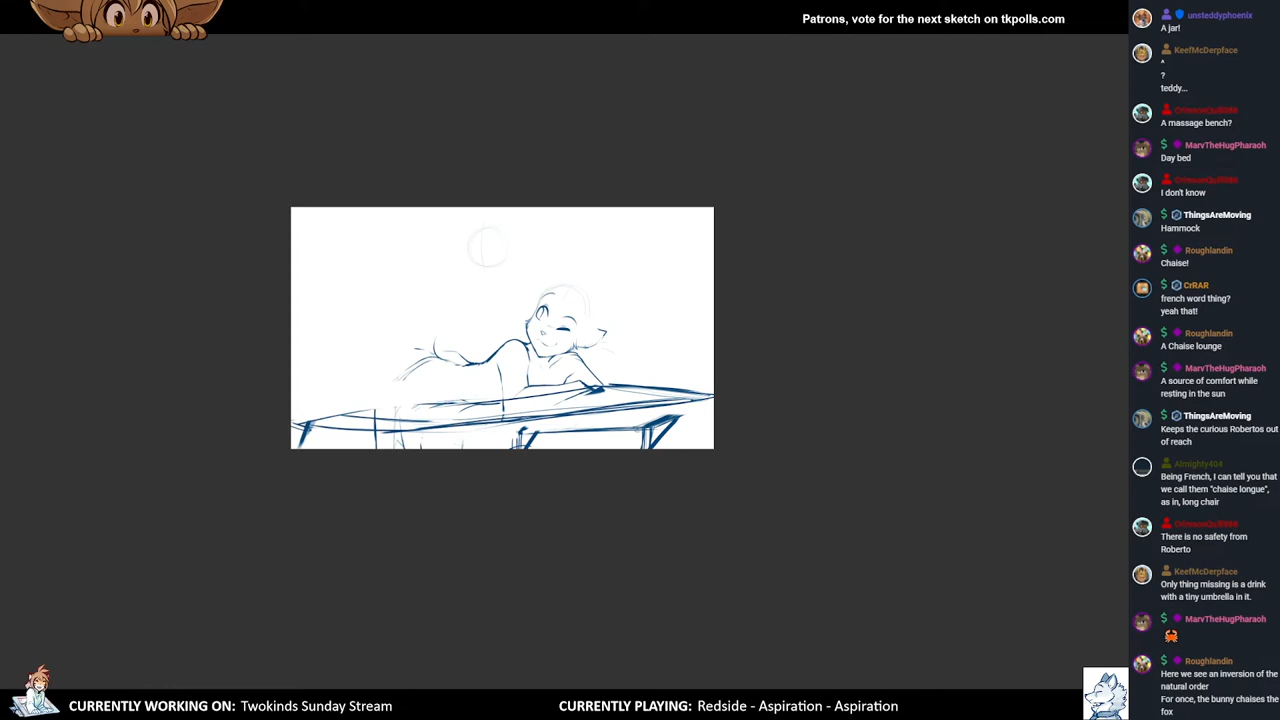 Patrons, vote for the next sketch on tkpolls.com
unsteddyphoenix
A jar!
KeefMcDerpface
^
?
teddy...
A massage bench?
MarvTheHugPharaoh
Day bed
I don't know
ThingsAreMoving
Hammock
Roughlandin
Chaise!
CrRAR
french word thing?
yeah that!
Roughlandin
A Chaise lounge
MarvTheHugPharaoh
A source of comfort while
resting in the sun
ThingsAreMoving
Keeps the curious Robertos out
of reach
Almighty404
Being French, I can tell you that
we call them "chaise longue",
as in, long chair
There is no safety from
Roberto
KeefMcDerpface
Only thing missing is a drink
with a tiny umbrella in it.
MarvTheHugPharaoh
Roughlandin
Here we see an inversion of the
natural order
For once, the bunny chaises the
fox
CURRENTLY WORKING ON: Twokinds Sunday Stream
CURRENTLY PLAYING: Redside - Aspiration - Aspiration